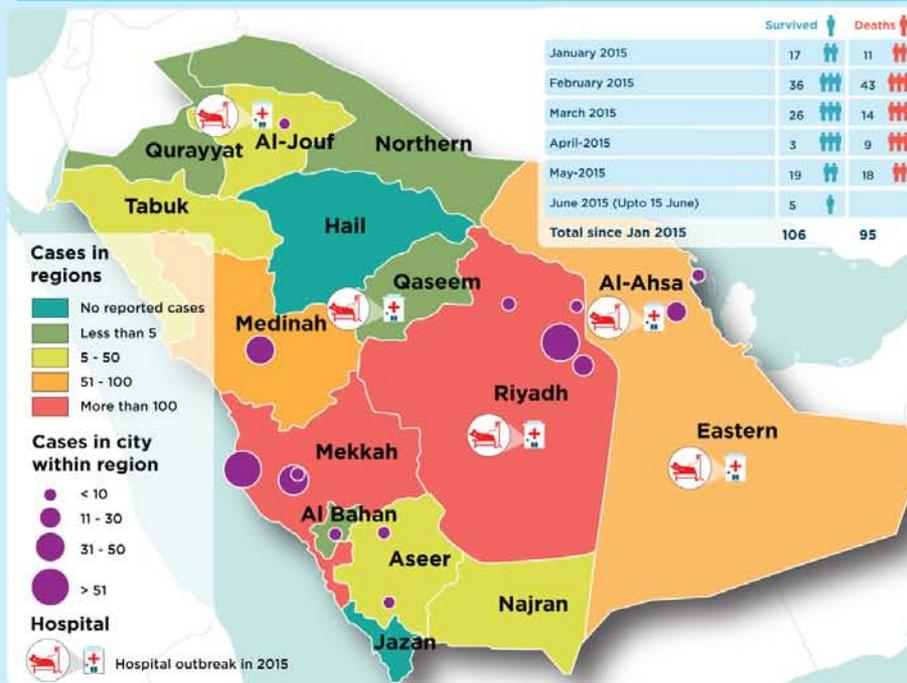 Survived Deaths
January 2015 17 11
February 2015 36 43
March 2015 26 14
April-2015 3 9
May-2015 19 18
June 2015 (Upto 15 June) 5
Total since Jan 2015 106 95
Qurayyat
Al-Jouf
Northern
Tabuk
Hail
Qaseem
Al-Ahsa
Medinah
Riyadh
Eastern
Mekkah
Al Bahan
Aseer
Najran
Jazan
Cases in
regions
No reported cases
Less than 5
5 - 50
51 - 100
More than 100
Cases in city
within region
< 10
11 - 30
31 - 50
> 51
Hospital
Hospital outbreak in 2015